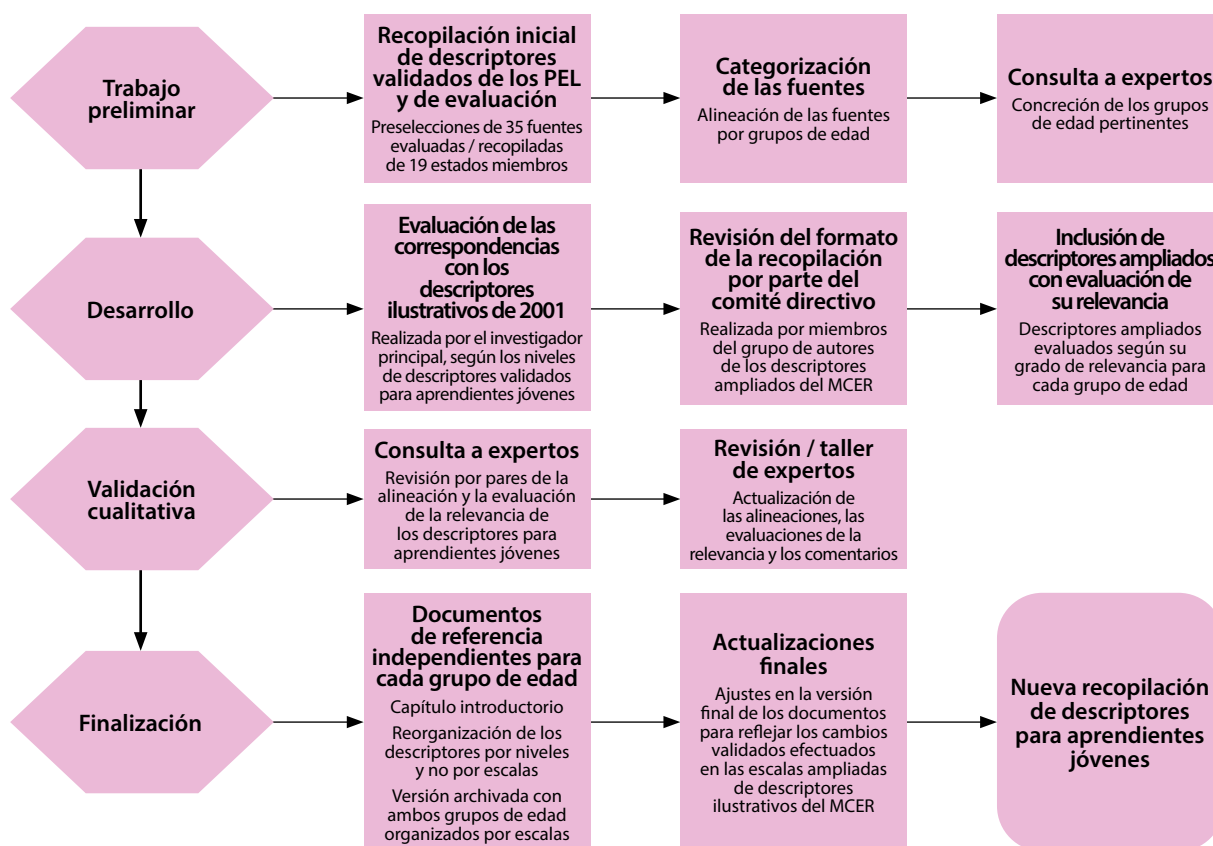 Trabajo
preliminar
Recopilación inicial
de descriptores
validados de los PEL
y de evaluación
Preselecciones de 35 fuentes
evaluadas / recopiladas
de 19 estados miembros
Categorización
de las fuentes
Alineación de las fuentes
por grupos de edad
Consulta a expertos
Concreción de los grupos
de edad pertinentes
Desarrollo
Evaluación de las
correspondencias
con los
descriptores
ilustrativos de 2001
Realizada por el investigador
principal, según los niveles
de descriptores validados
para aprendientes jóvenes
Revisión del formato
de la recopilación
por parte del
comité directivo
Realizada por miembros
del grupo de autores
de los descriptores
ampliados del MCER
Inclusión de
descriptores ampliados
con evaluación de
su relevancia
Descriptores ampliados
evaluados según su
grado de relevancia para
cada grupo de edad
Validación
cualitativa
Consulta a expertos
Revisión por pares de la
alineación y la evaluación
de la relevancia de
los descriptores para
aprendientes jóvenes
Revisión / taller
de expertos
Actualización de
las alineaciones, las
evaluaciones de la
relevancia y los comentarios
Finalización
Documentos
de referencia
independientes para
cada grupo de edad
Capítulo introductorio
Reorganización de los
descriptores por niveles
y no por escalas
Versión archivada con
ambos grupos de edad
organizados por escalas
Actualizaciones
finales
Ajustes en la versión
final de los documentos
para reflejar los cambios
validados efectuados
en las escalas ampliadas
de descriptores
ilustrativos del MCER
Nueva recopilación
de descriptores
para aprendientes
jóvenes